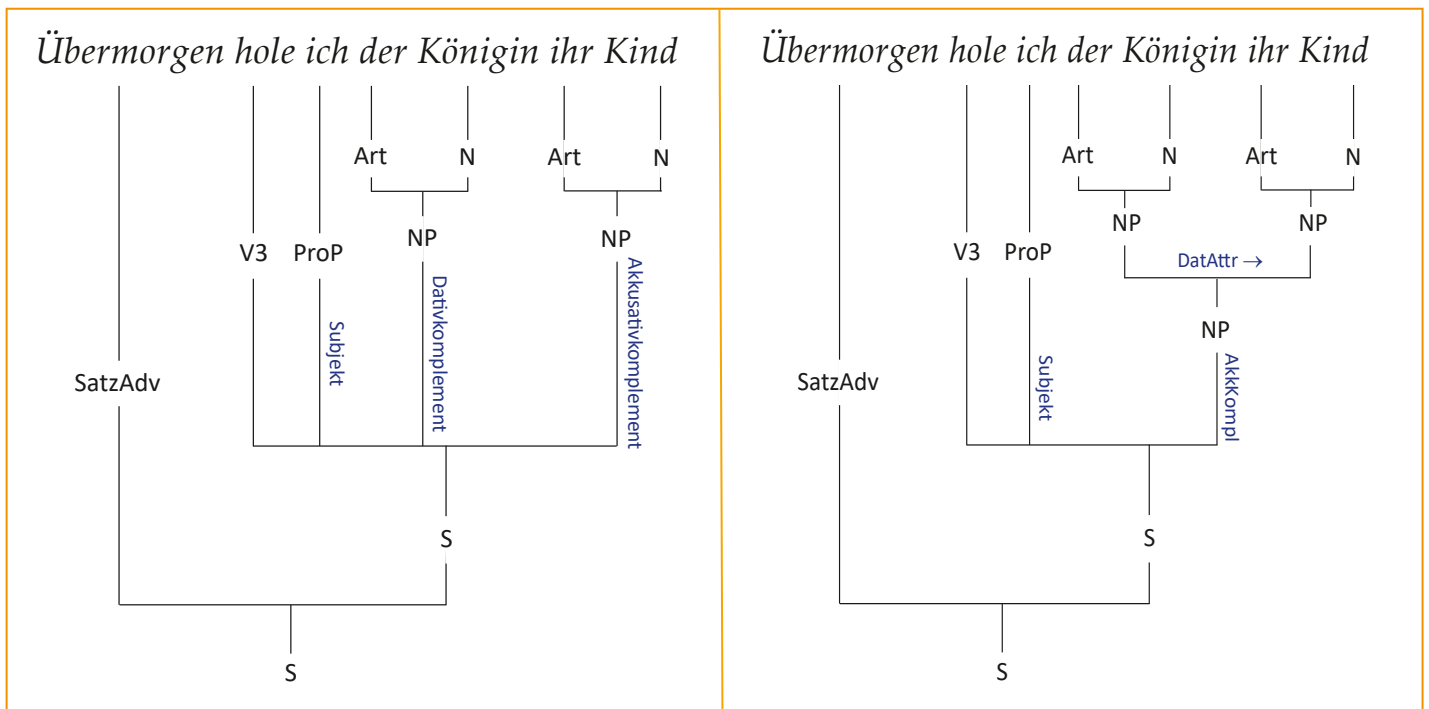 Übermorgen hole ich der Königin ihr Kind
Art N Art N
V3 ProP NP NP
Subjekt
Dativkomplement
Akkusativkomplement
SatzAdv
S
S
Übermorgen hole ich der Königin ihr Kind
Art N Art N
NP NP
V3 ProP DatAttr →
NP
Subjekt
AkkKompl
SatzAdv
S
S